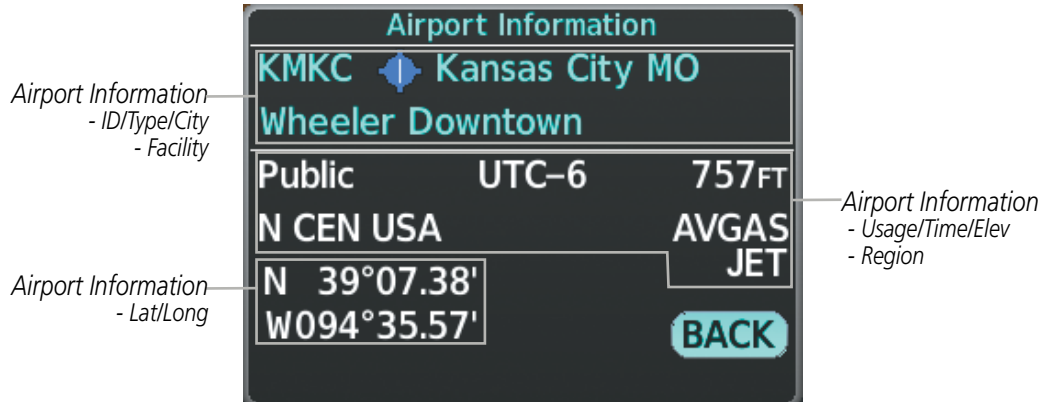 Airport Information
KMKC Kansas City MO
Wheeler Downtown
Airport Information
- ID/Type/City
- Facility
Public UTC–6 757FT
N CEN USA AVGAS
JET
Airport Information
- Usage/Time/Elev
- Region
N 39°07.38'
W094°35.57'
Airport Information
- Lat/Long
BACK